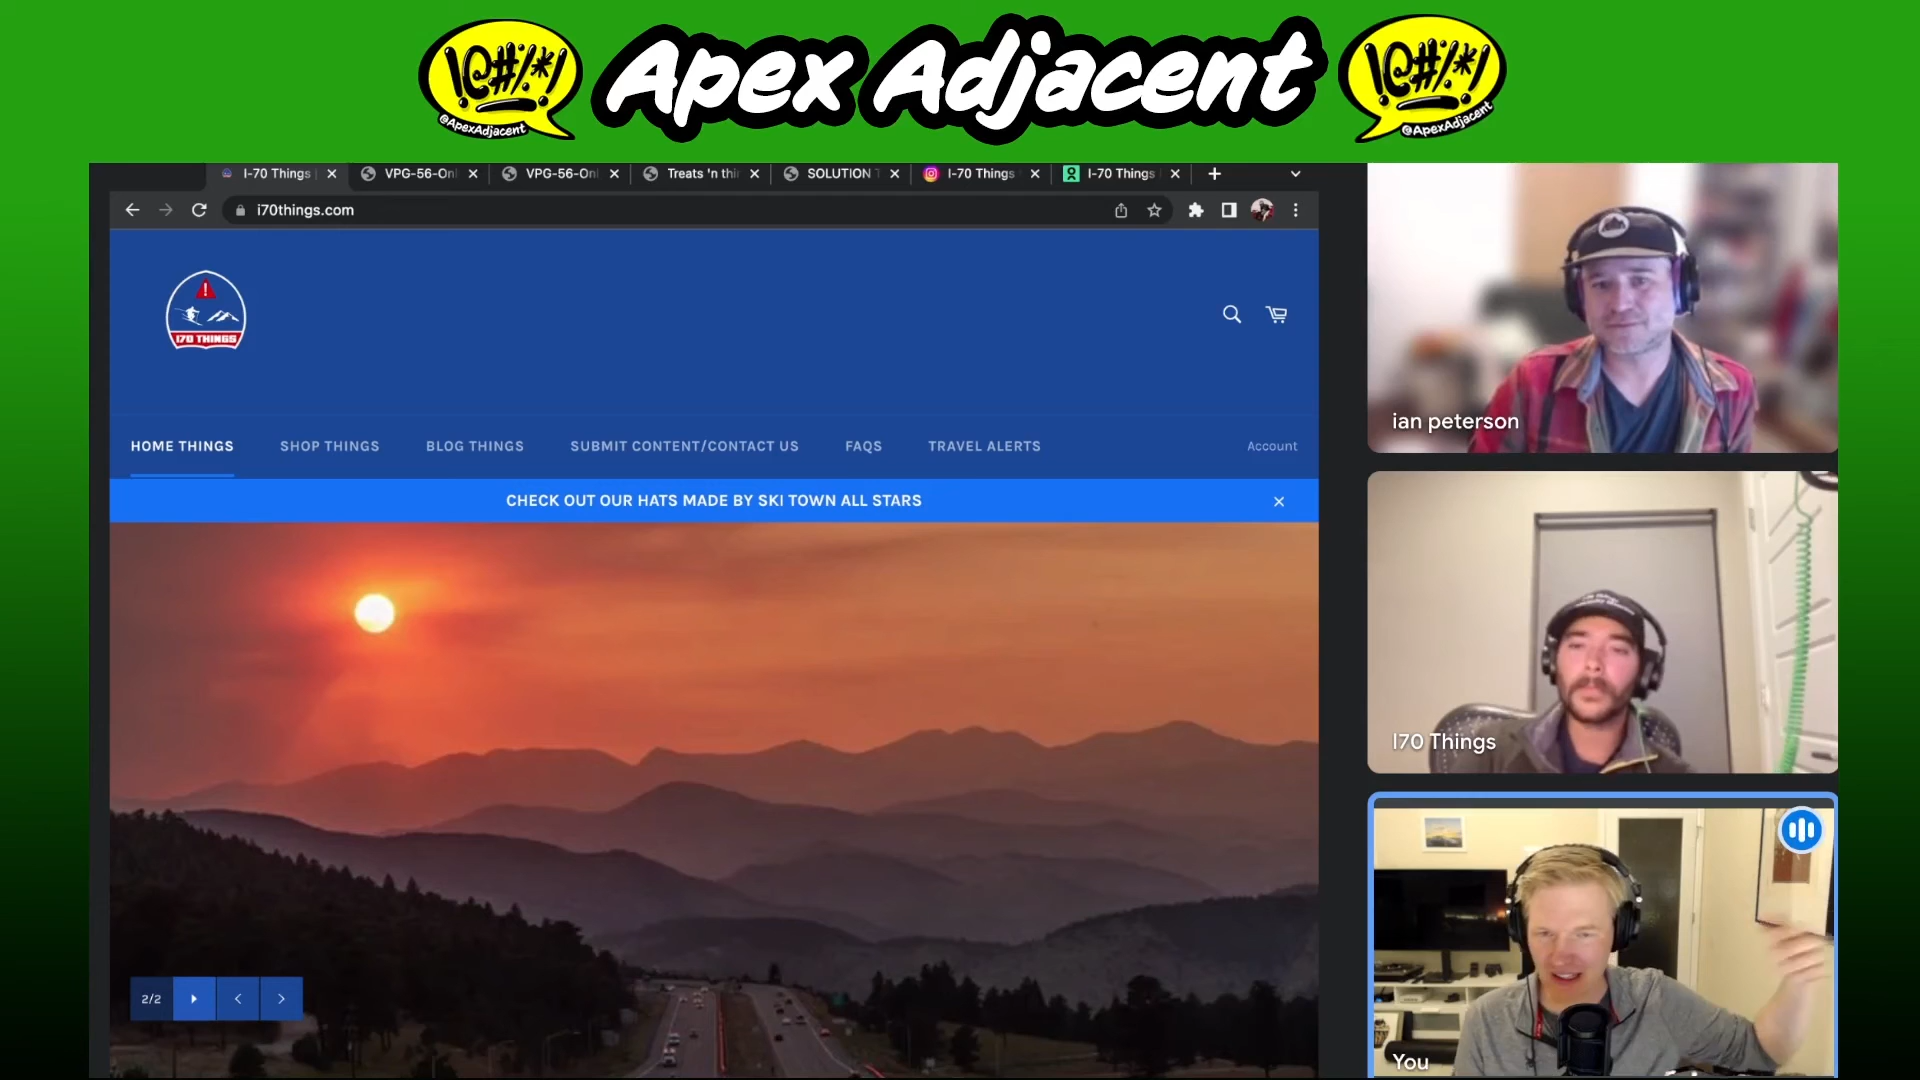 !@#/*!
@ApexAdjacent
Apex Adjacent
!@#/*!
@ApexAdjacent
I-70 Things |
VPG-56-Onl
VPG-56-Onl
Treats 'n thi
SOLUTION T
I-70 Things
I-70 Things
i70things.com
I70 THINGS
HOME THINGS
SHOP THINGS
BLOG THINGS
SUBMIT CONTENT/CONTACT US
FAQS
TRAVEL ALERTS
Account
CHECK OUT OUR HATS MADE BY SKI TOWN ALL STARS
2/2
ian peterson
I70 Things
You